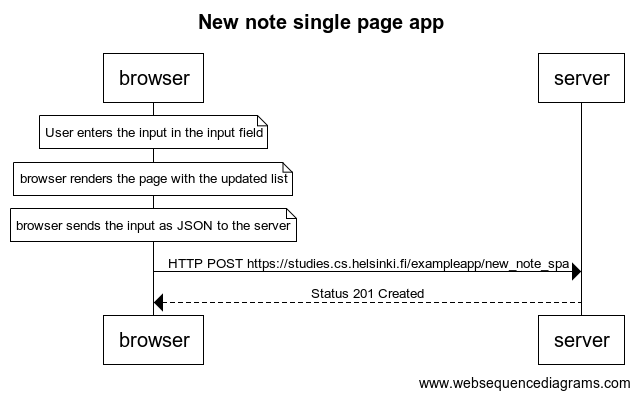 New note single page app
browser
server
User enters the input in the input field
browser renders the page with the updated list
browser sends the input as JSON to the server
HTTP POST https://studies.cs.helsinki.fi/exampleapp/new_note_spa
Status 201 Created
browser
server
www.websequencediagrams.com